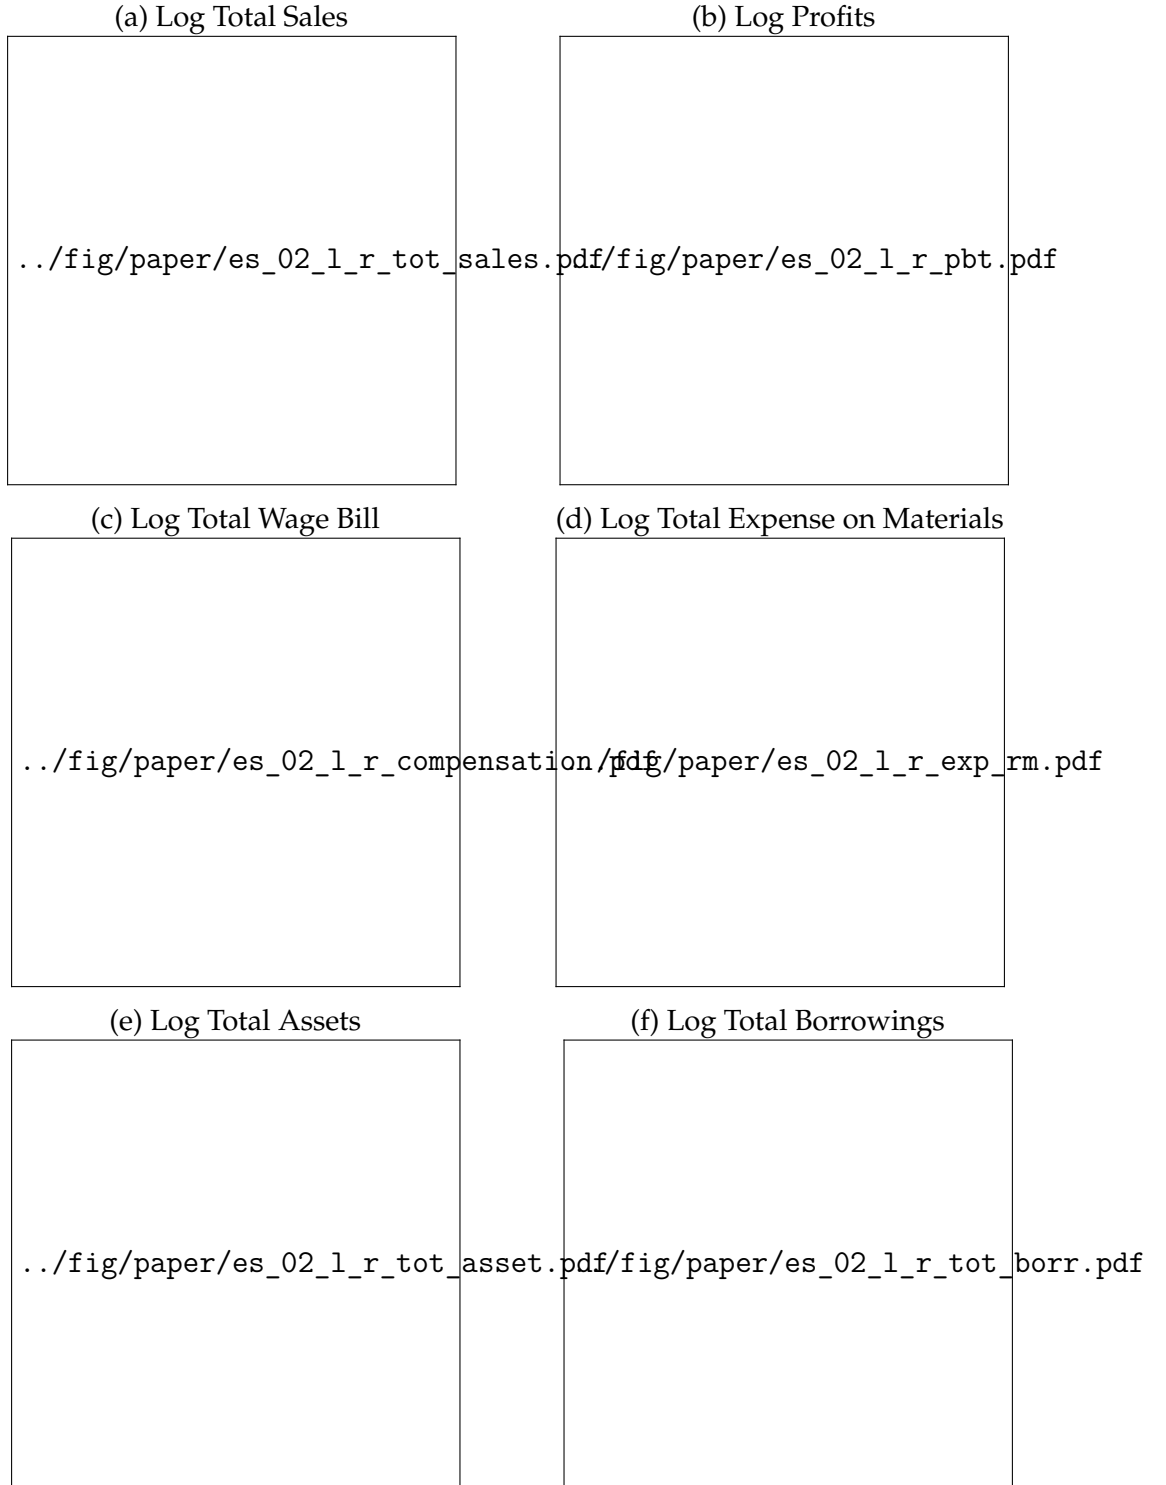 (a) Log Total Sales
(b) Log Profits
../fig/paper/es_02_l_r_tot_sales.pdf
../fig/paper/es_02_l_r_pbt.pdf
(c) Log Total Wage Bill
(d) Log Total Expense on Materials
../fig/paper/es_02_l_r_compensation.pdf
../fig/paper/es_02_l_r_exp_rm.pdf
(e) Log Total Assets
(f) Log Total Borrowings
../fig/paper/es_02_l_r_tot_asset.pdf
../fig/paper/es_02_l_r_tot_borr.pdf